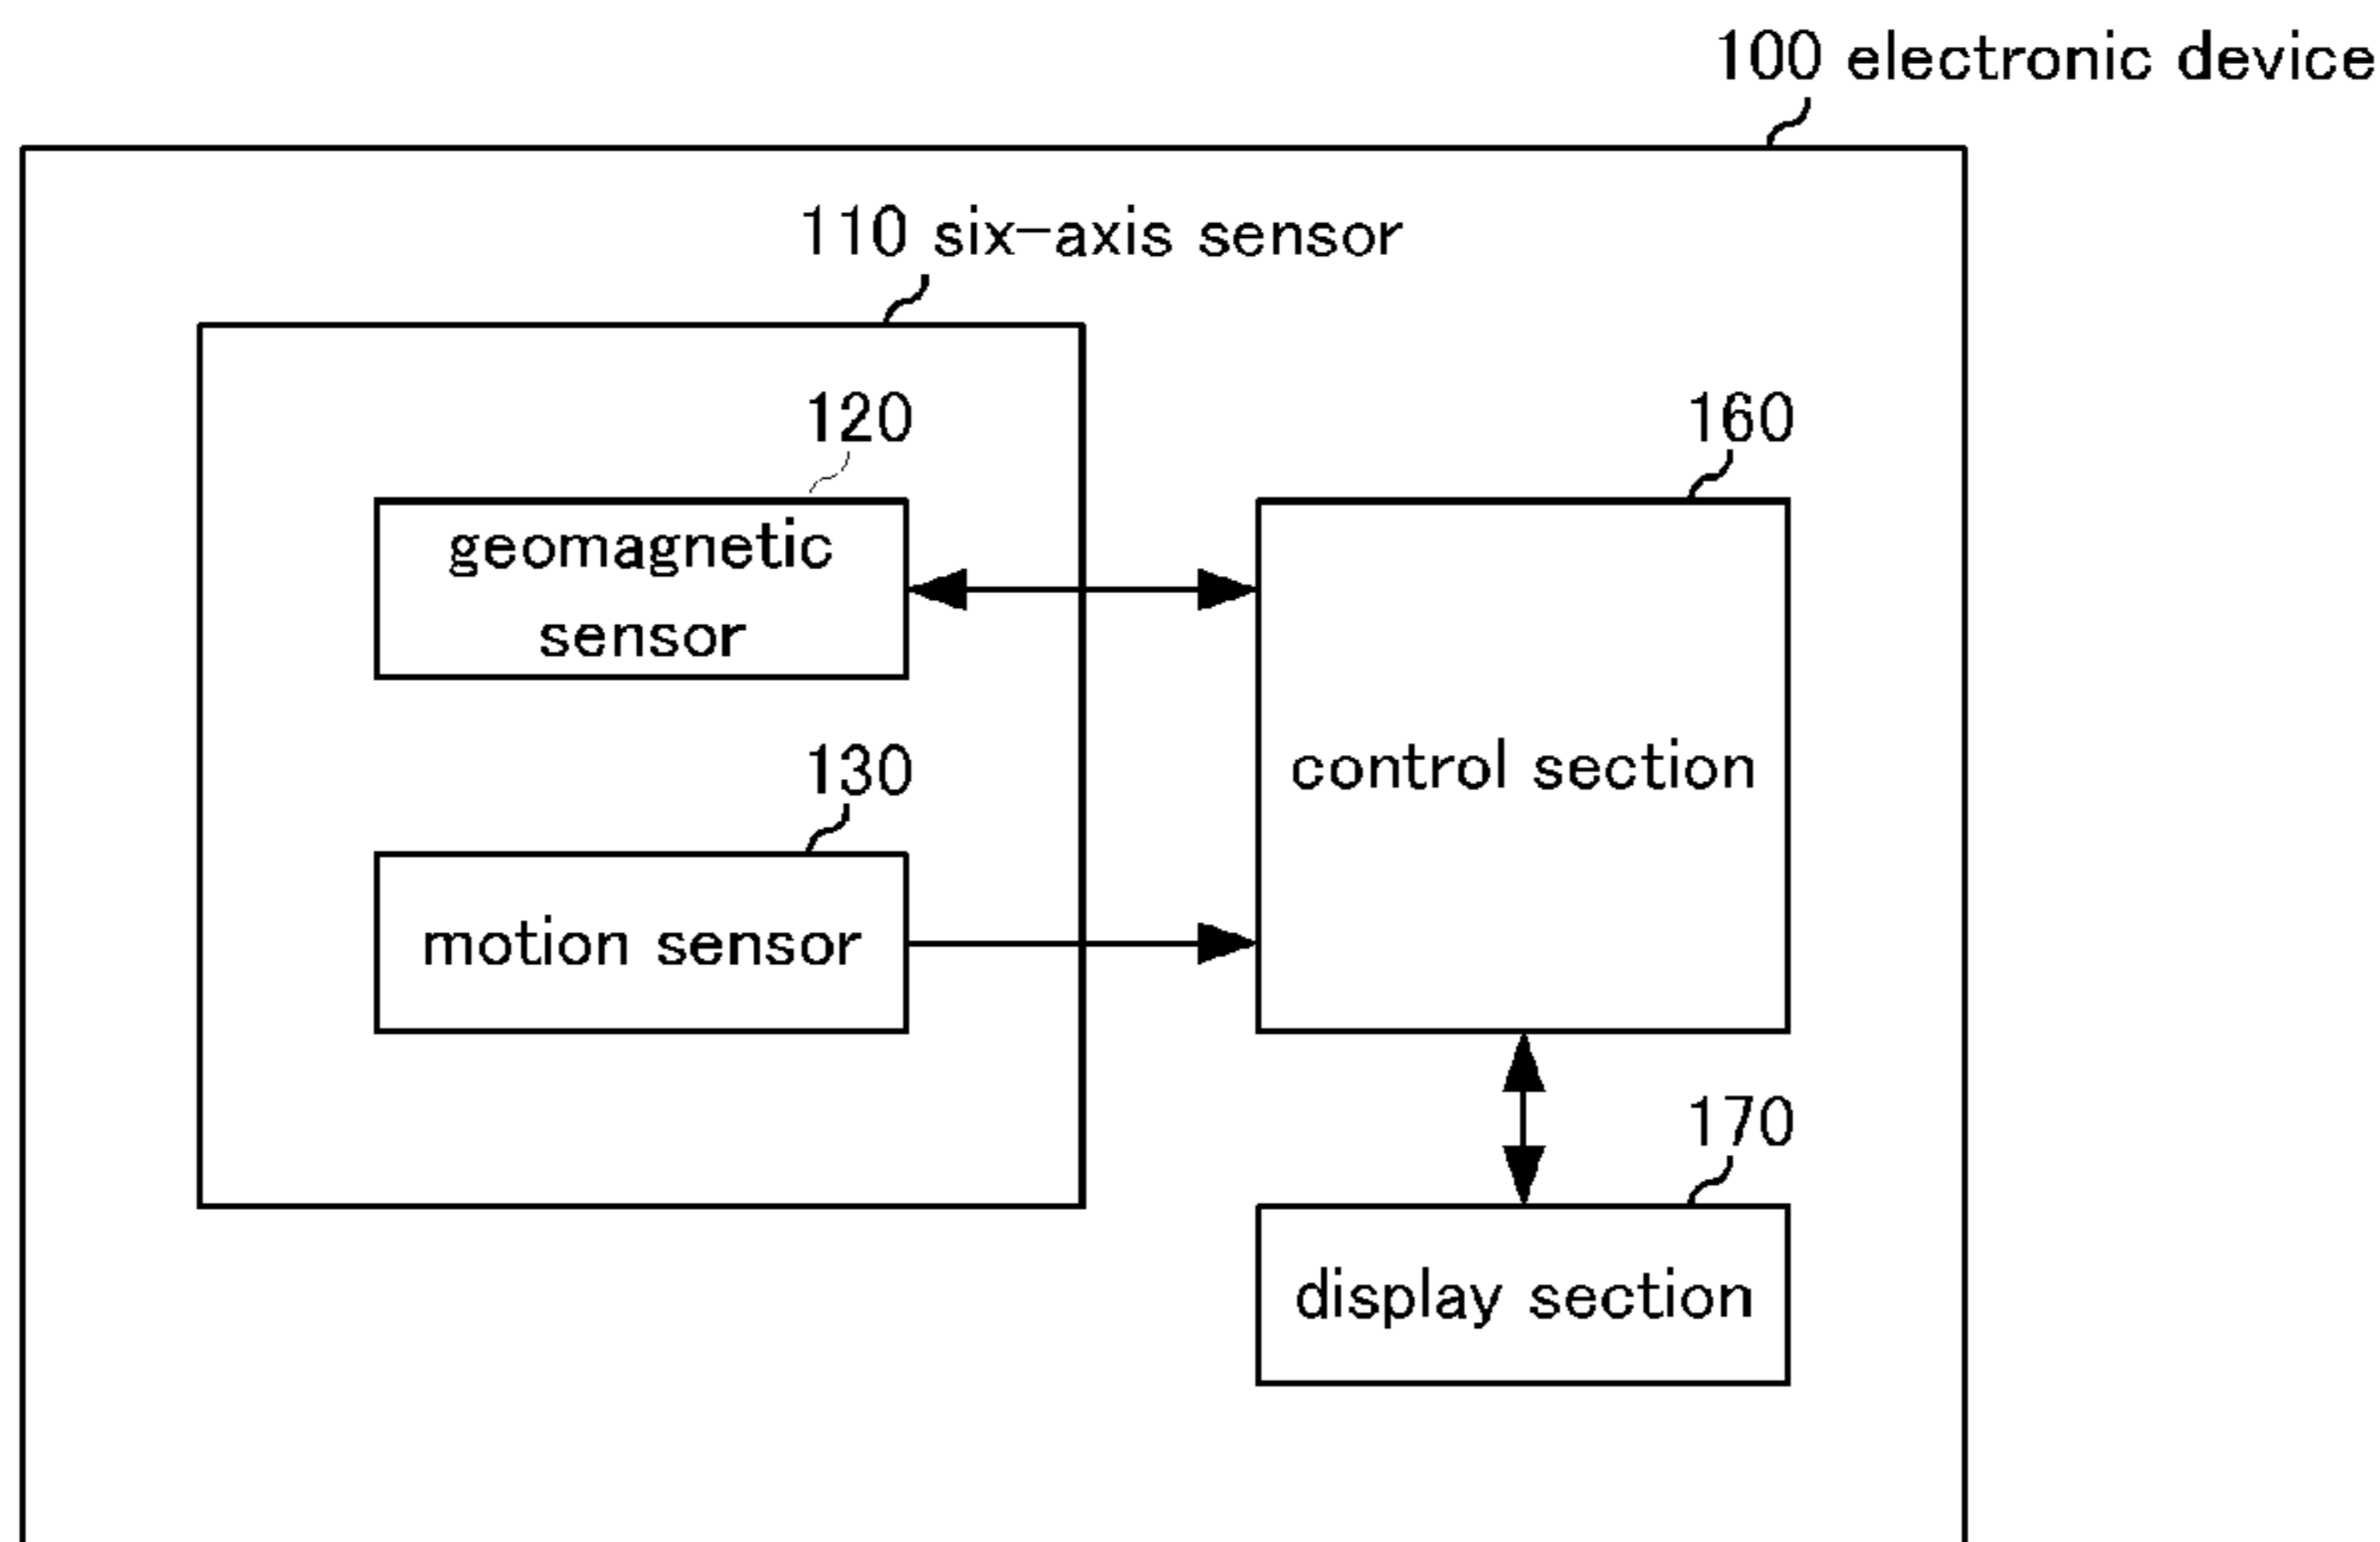 100 electronic device
110 six-axis sensor
120
160
geomagnetic
sensor
130
control section
motion sensor
170
display section